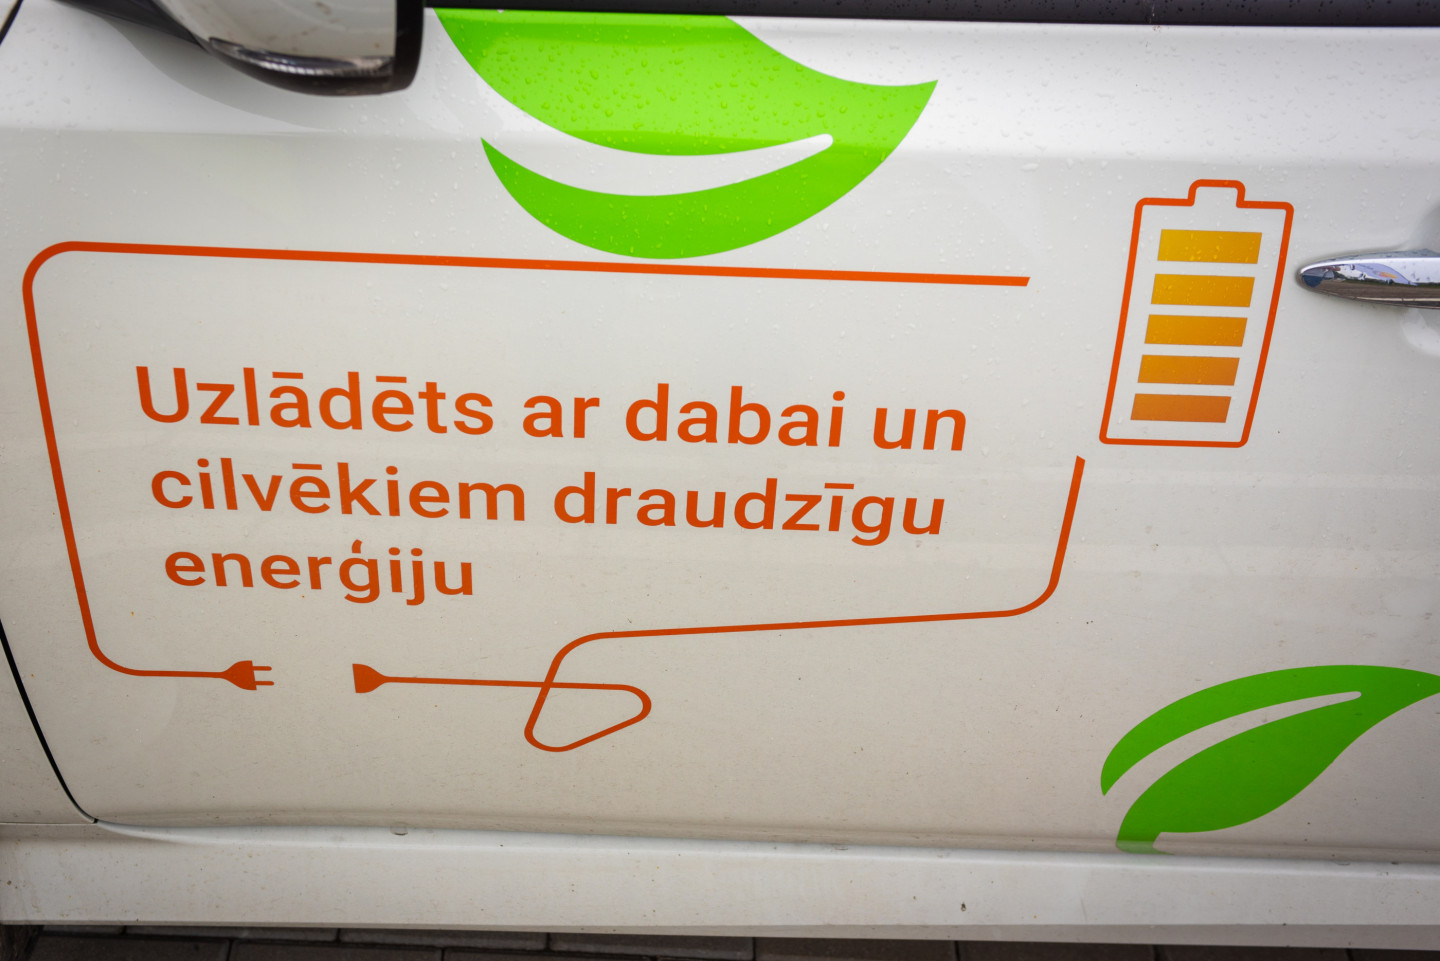 Uzlādēts ar dabai un
cilvēkiem draudzīgu
enerģiju